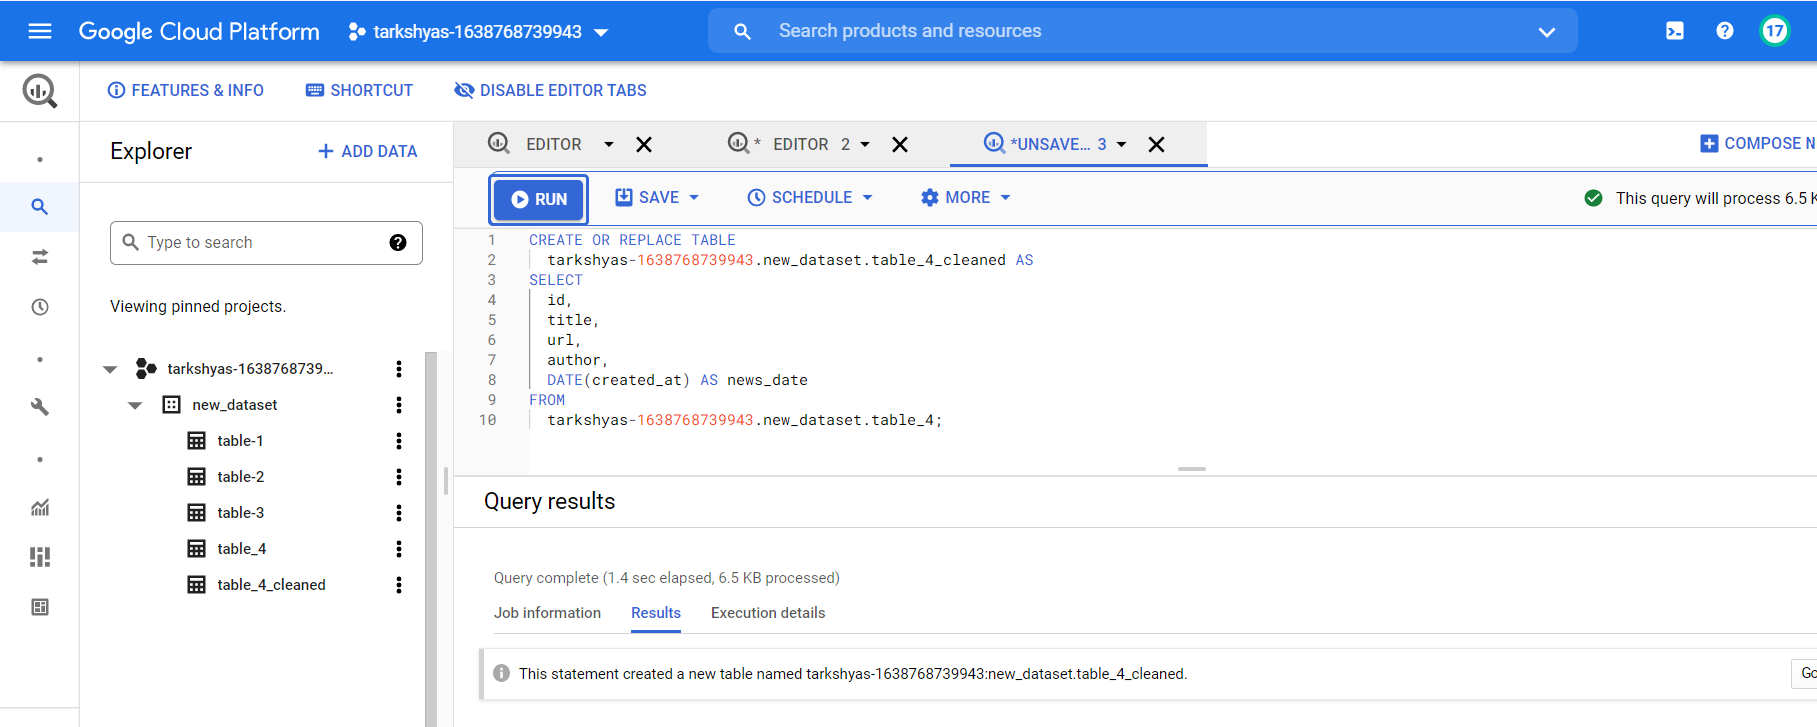 Google Cloud Platform
tarkshyas-1638768739943
Search products and resources
17
FEATURES & INFO
SHORTCUT
DISABLE EDITOR TABS
Explorer
ADD DATA
EDITOR
* EDITOR 2
*UNSAVE... 3
COMPOSE N
RUN
SAVE
SCHEDULE
MORE
This query will process 6.5 K
Type to search
Viewing pinned projects.
tarkshyas-1638768739...
new_dataset
table-1
table-2
table-3
table_4
table_4_cleaned
1 CREATE OR REPLACE TABLE
2 tarkshyas-1638768739943.new_dataset.table_4_cleaned AS
3 SELECT
4 id,
5 title,
6 url,
7 author,
8 DATE(created_at) AS news_date
9 FROM
10 tarkshyas-1638768739943.new_dataset.table_4;
Query results
Query complete (1.4 sec elapsed, 6.5 KB processed)
Job information
Results
Execution details
This statement created a new table named tarkshyas-1638768739943:new_dataset.table_4_cleaned.
Go